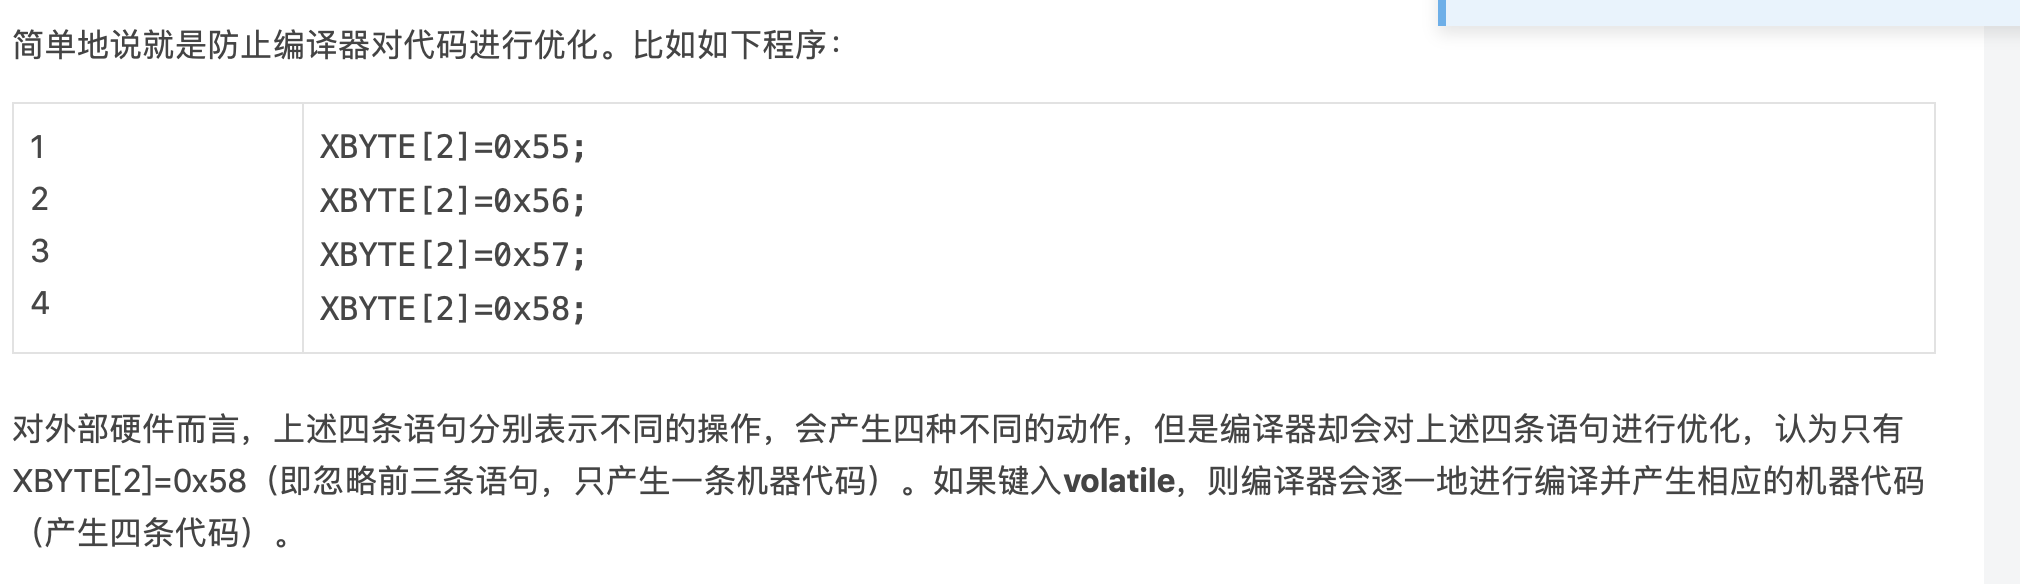 简单地说就是防止编译器对代码进行优化。比如如下程序：
1 XBYTE[2]=0x55;
2 XBYTE[2]=0x56;
3 XBYTE[2]=0x57;
4 XBYTE[2]=0x58;
对外部硬件而言，上述四条语句分别表示不同的操作，会产生四种不同的动作，但是编译器却会对上述四条语句进行优化，认为只有
XBYTE[2]=0x58（即忽略前三条语句，只产生一条机器代码）。如果键入volatile，则编译器会逐一地进行编译并产生相应的机器代码
（产生四条代码）。